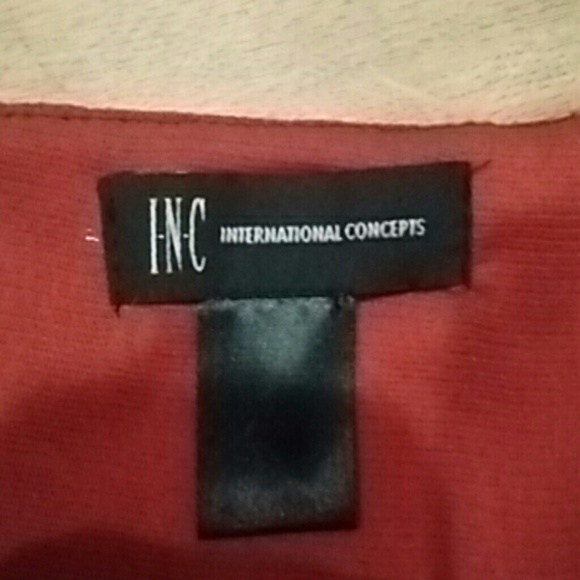 I·N·C INTERNATIONAL CONCEPTS